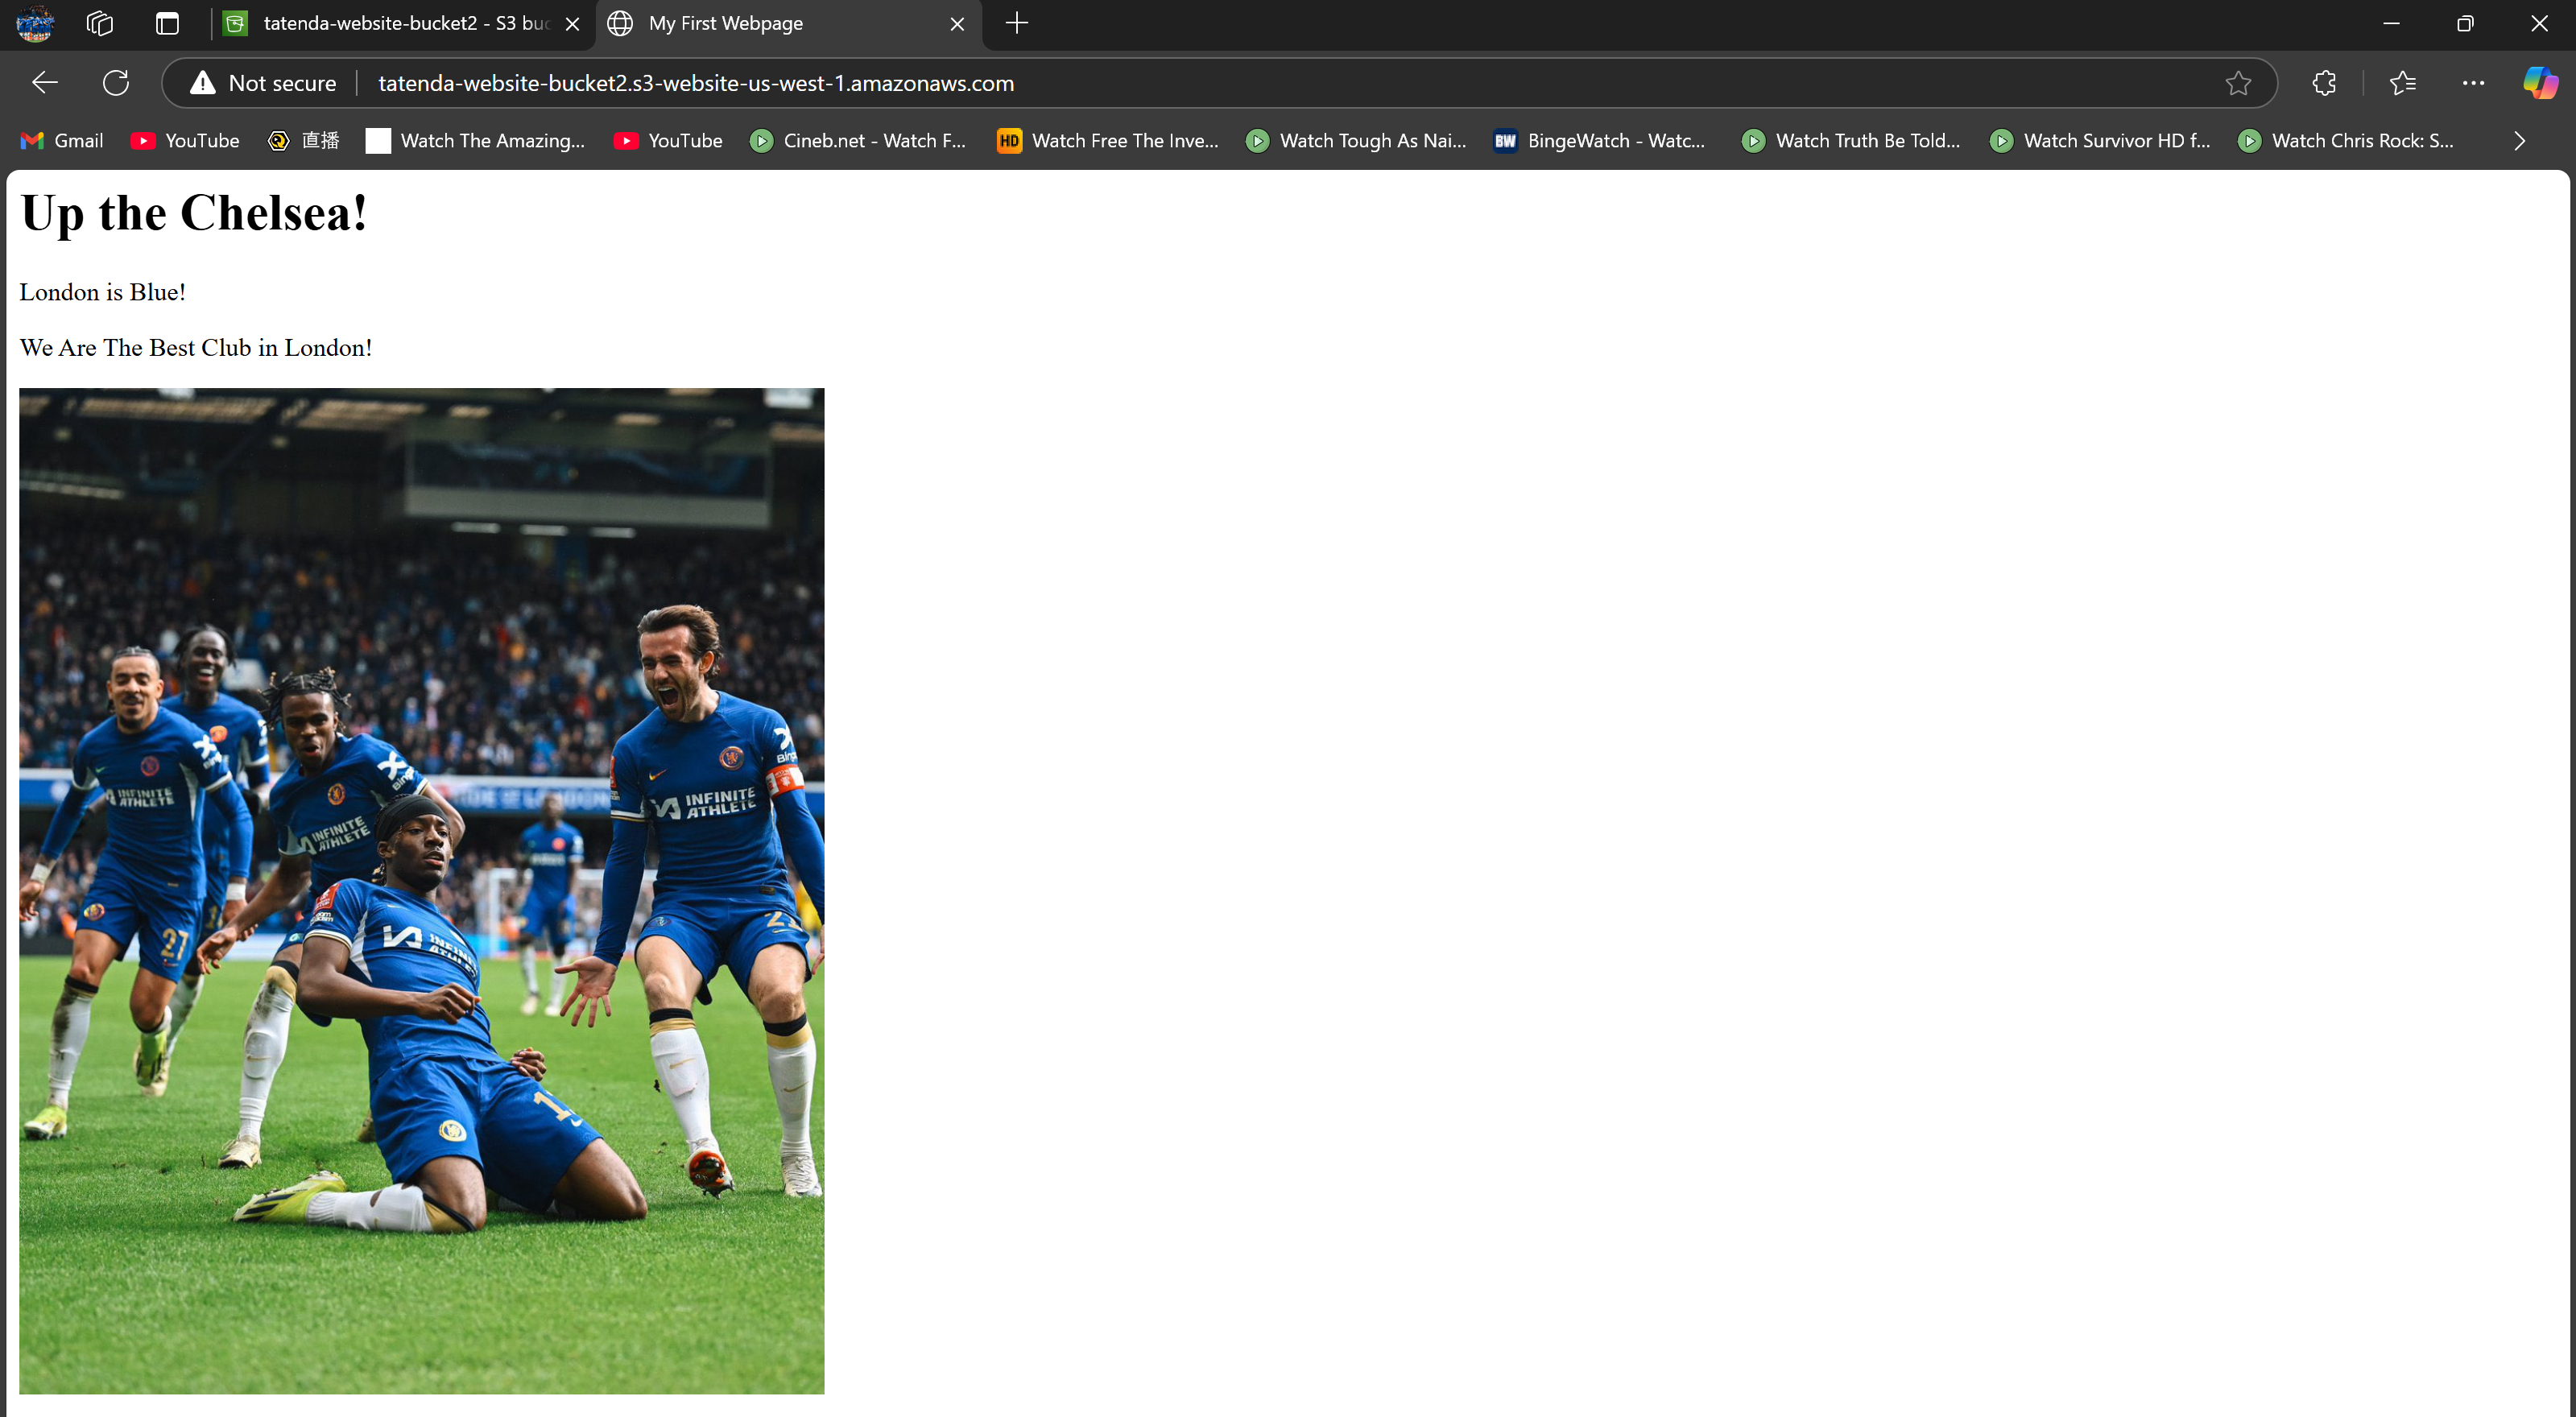 tatenda-website-bucket2 - S3 buc
My First Webpage
Not secure
tatenda-website-bucket2.s3-website-us-west-1.amazonaws.com
Gmail
YouTube
直播
Watch The Amazing...
YouTube
Cineb.net - Watch F...
HD
Watch Free The Inve...
Watch Tough As Nai...
BW
BingeWatch - Watc...
Watch Truth Be Told...
Watch Survivor HD f...
Watch Chris Rock: S...
Up the Chelsea!
London is Blue!
We Are The Best Club in London!
INFINITE
ATHLETE
27
INFINITE
ATHLETE
INFINITE
ATHLETE